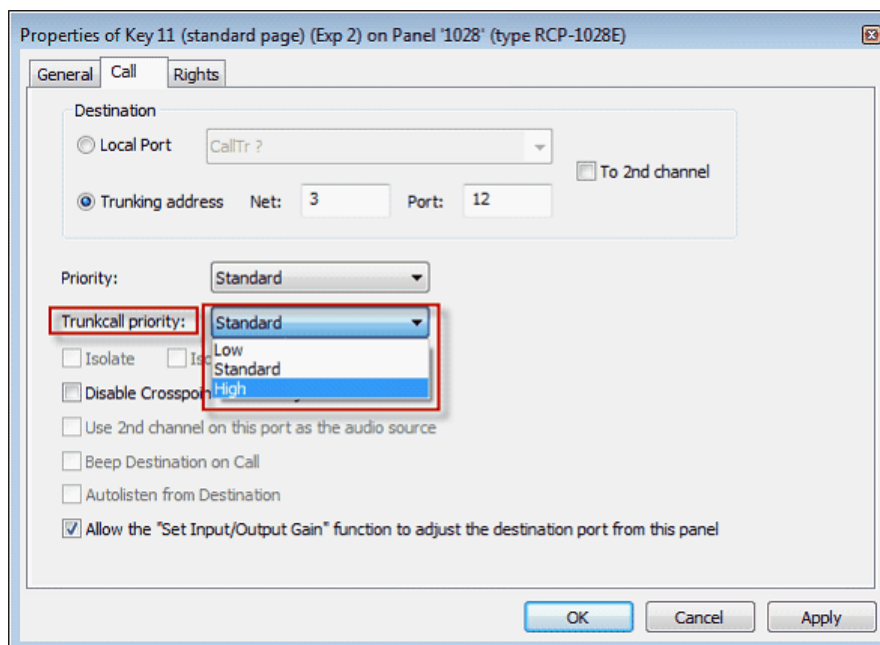 Properties of Key 11 (standard page) (Exp 2) on Panel '1028' (type RCP-1028E)
General Call Rights
Destination
Local Port CallTr ?
To 2nd channel
Trunking address Net: 3 Port: 12
Priority: Standard
Trunkcall priority: Standard
Low
Isolate
Standard
High
Disable
Use 2nd channel on this port as the audio source
Beep Destination on Call
Autolisten from Destination
Allow the "Set Input/Output Gain" function to adjust the destination port from this panel
OK Cancel Apply